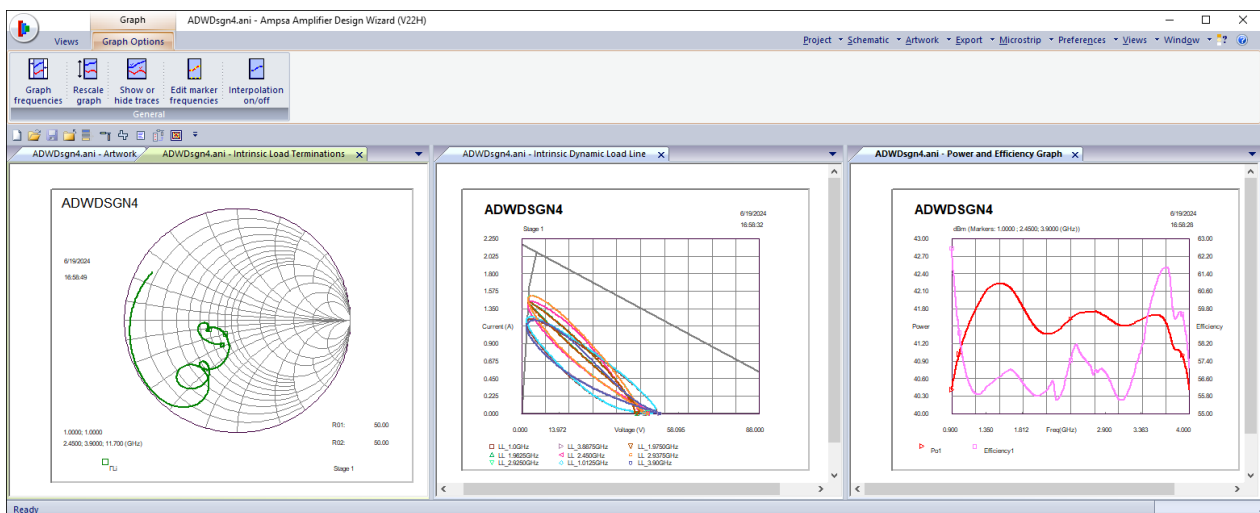 Graph
ADWDsgn4.ani - Ampsa Amplifier Design Wizard (V22H)
Views
Graph Options
Project
Schematic
Artwork
Export
Microstrip
Preferences
Views
Window
?
Graph frequencies
Rescale graph
Show or hide traces
Edit marker frequencies
Interpolation on/off
General
ADWDsgn4.ani - Artwork
ADWDsgn4.ani - Intrinsic Load Terminations
ADWDSGN4
6/19/2024
16:58:49
1.0000; 1.0000
2.4500; 3.9000; 11.700 (GHz)
R01: 50.00
R02: 50.00
ΓLi
Stage 1
ADWDsgn4.ani - Intrinsic Dynamic Load Line
ADWDSGN4
6/19/2024
16:58:32
Stage 1
2.250
2.025
1.800
1.575
1.350
1.125
Current (A)
0.900
0.675
0.450
0.225
0.000
0.000 13.972 Voltage (V) 58.095 88.000
LL_1.0GHz LL_3.8875GHz LL_1.9750GHz
LL_1.9625GHz LL_2.450GHz LL_2.9375GHz
LL_2.9250GHz LL_1.0125GHz LL_3.90GHz
ADWDsgn4.ani - Power and Efficiency Graph
ADWDSGN4
6/19/2024
16:58:28
dBm (Markers: 1.0000 ; 2.4500; 3.9000 (GHz))
43.00 63.00
42.70 62.20
42.40 61.40
42.10 60.60
41.80 59.80
Power Efficiency
41.50 59.00
41.20 58.20
40.90 57.40
40.60 56.60
40.30 55.80
40.00 55.00
0.900 1.350 1.812 Freq(GHz) 2.900 3.363 4.000
Po1 Efficiency1
Ready